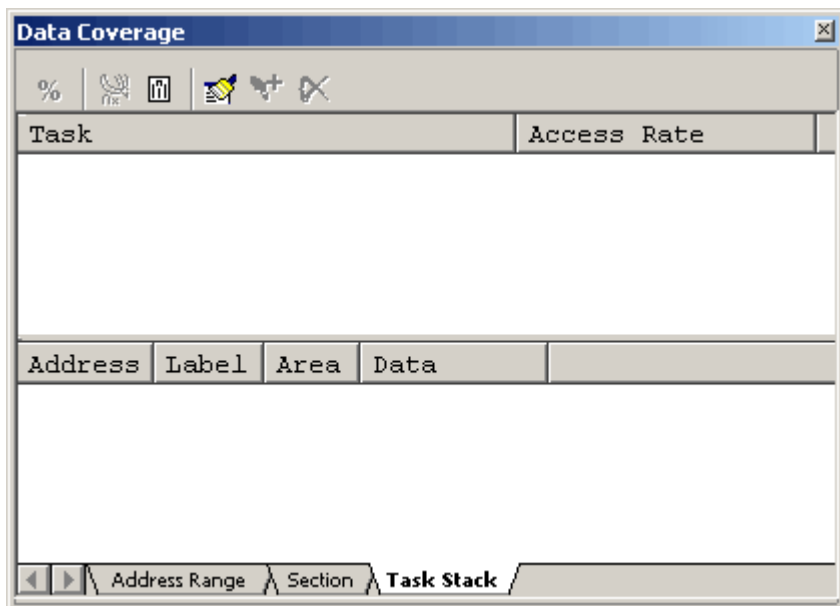 Data Coverage
%
Task Access Rate
Address Label Area Data
Address Range Section Task Stack